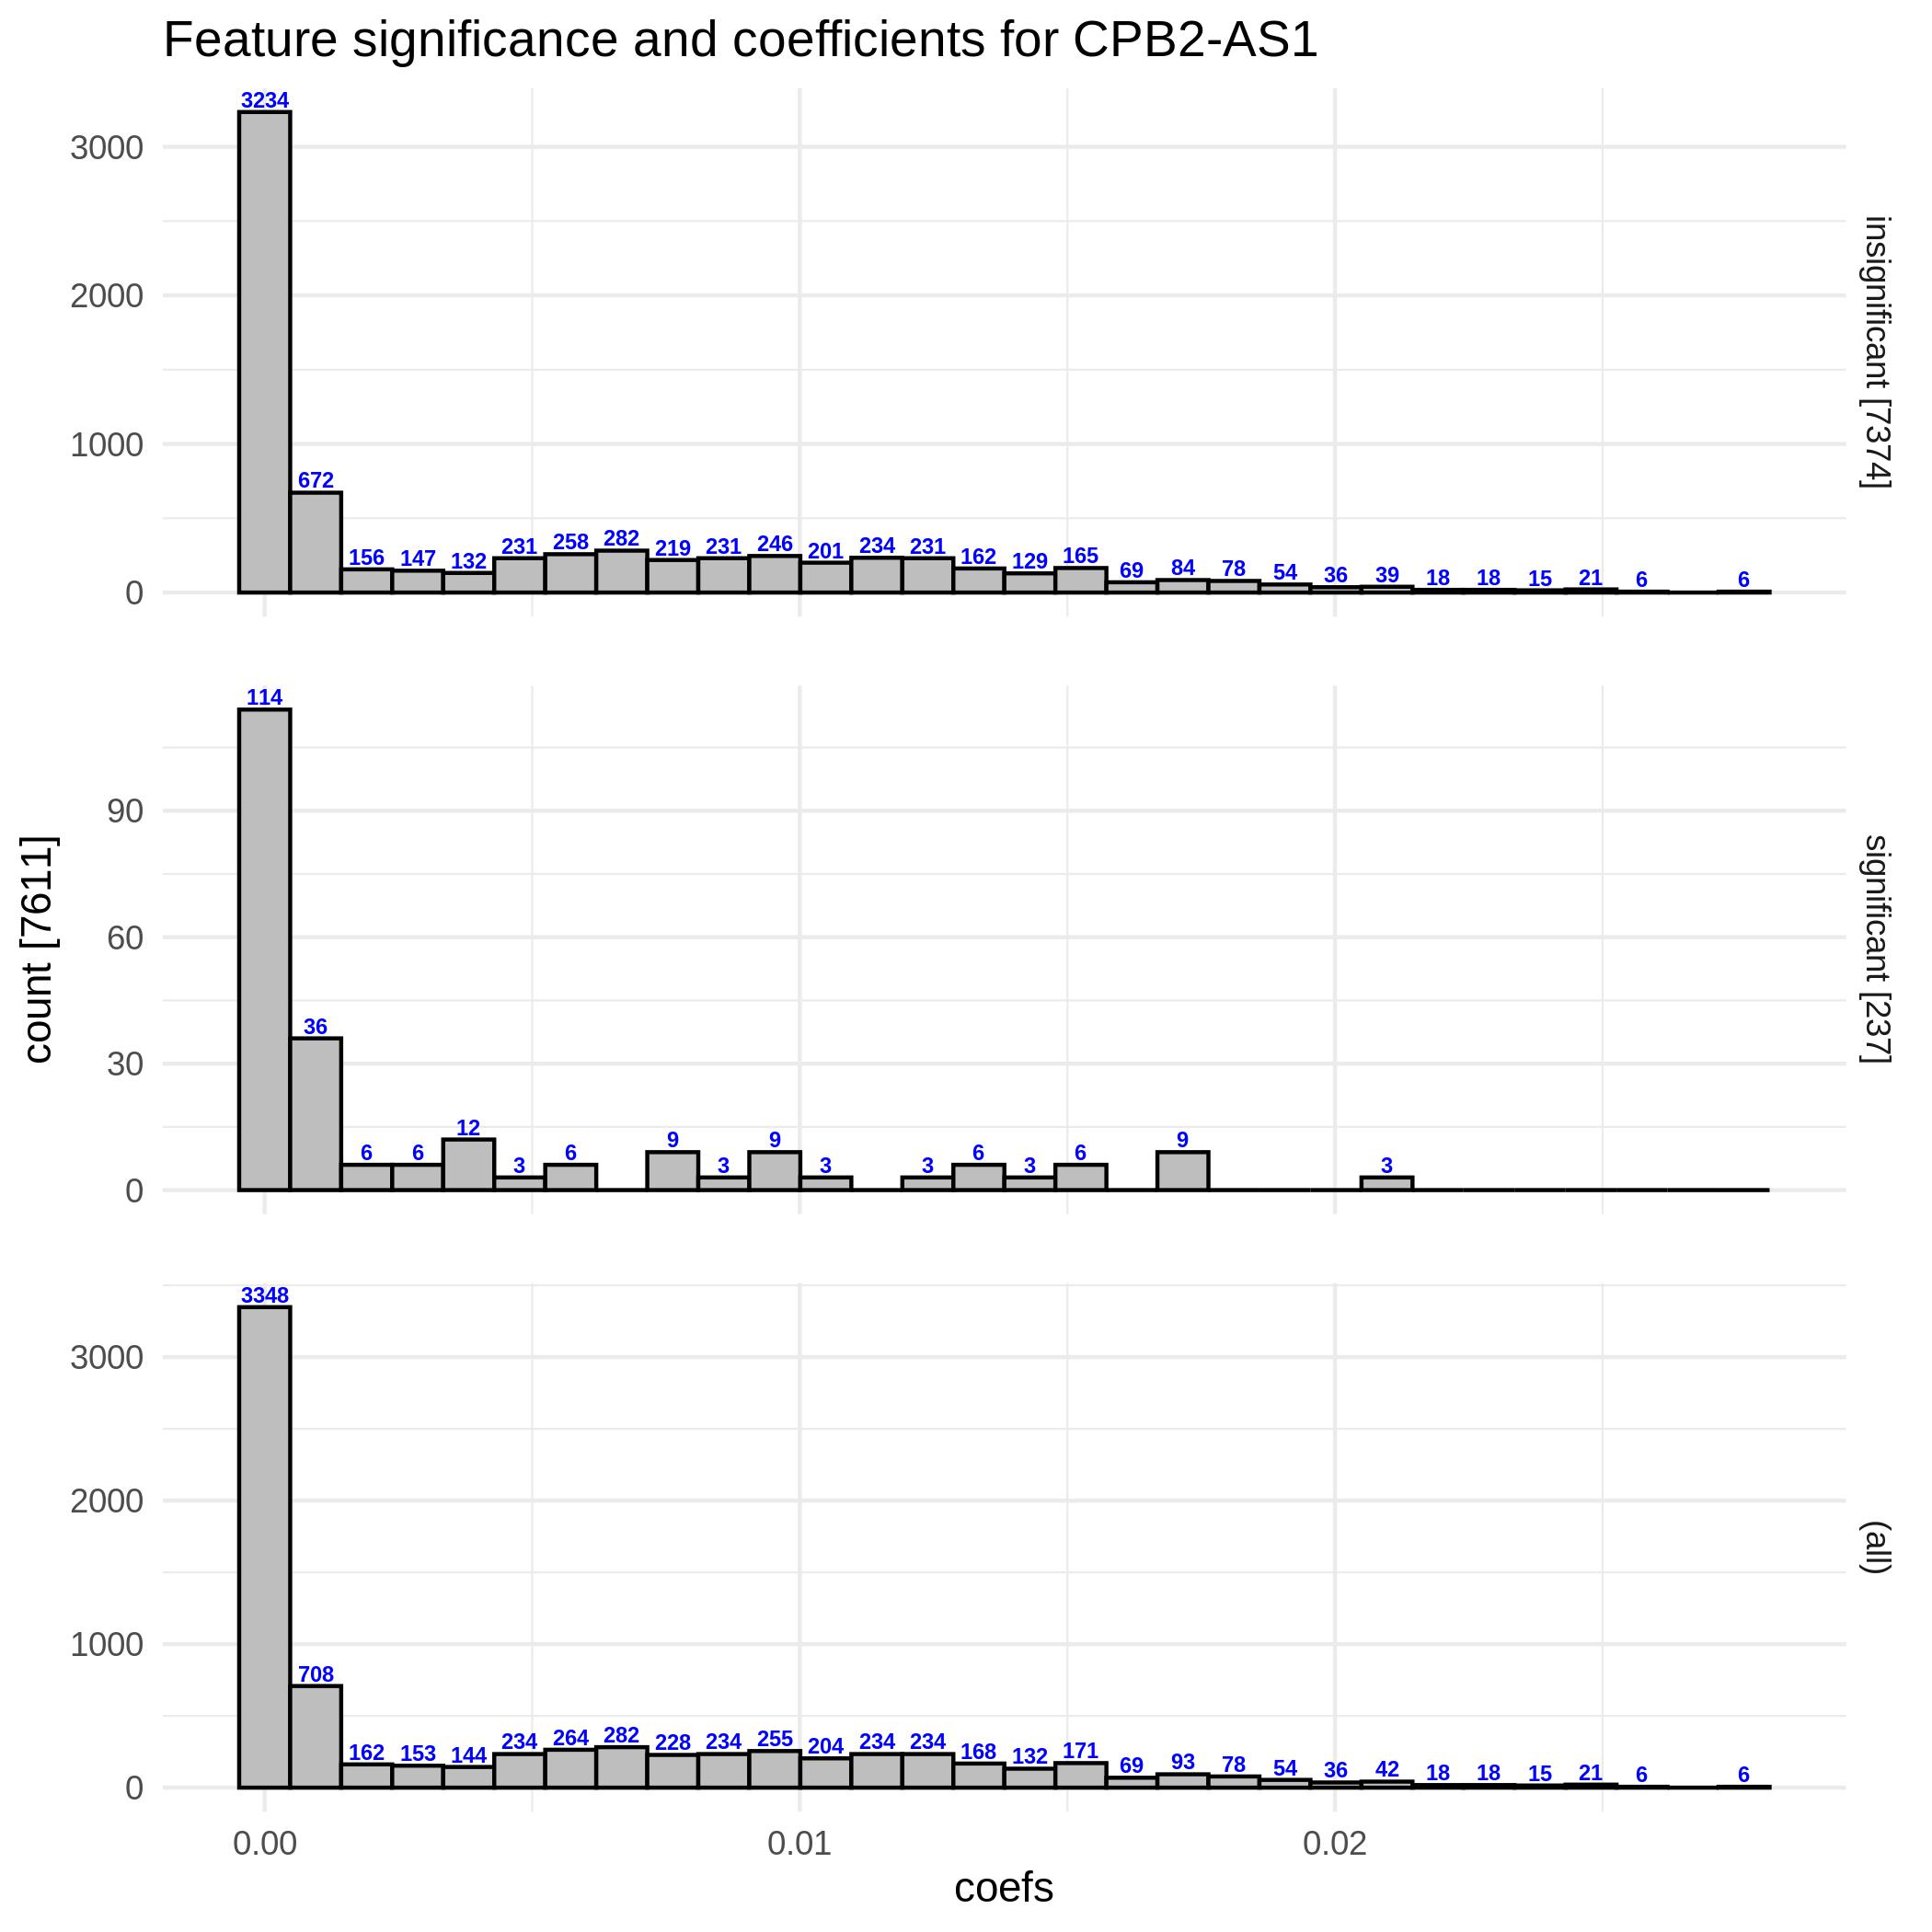 Feature significance and coefficients for CPB2-AS1
3234
3000
2000
1000
0
672
156 147 132 231 258 282 219 231 246 201 234 231 162 129 165 69 84 78 54 36 39 18 18 15 21 6 6
insignificant [7374]
114
90
60
30
0
36
6 6 12 3 6 9 3 9 3 3 6 3 6 9 3
significant [237]
count [7611]
3348
3000
2000
1000
0
708
162 153 144 234 264 282 228 234 255 204 234 234 168 132 171 69 93 78 54 36 42 18 18 15 21 6 6
(all)
0.00 0.01 0.02
coefs